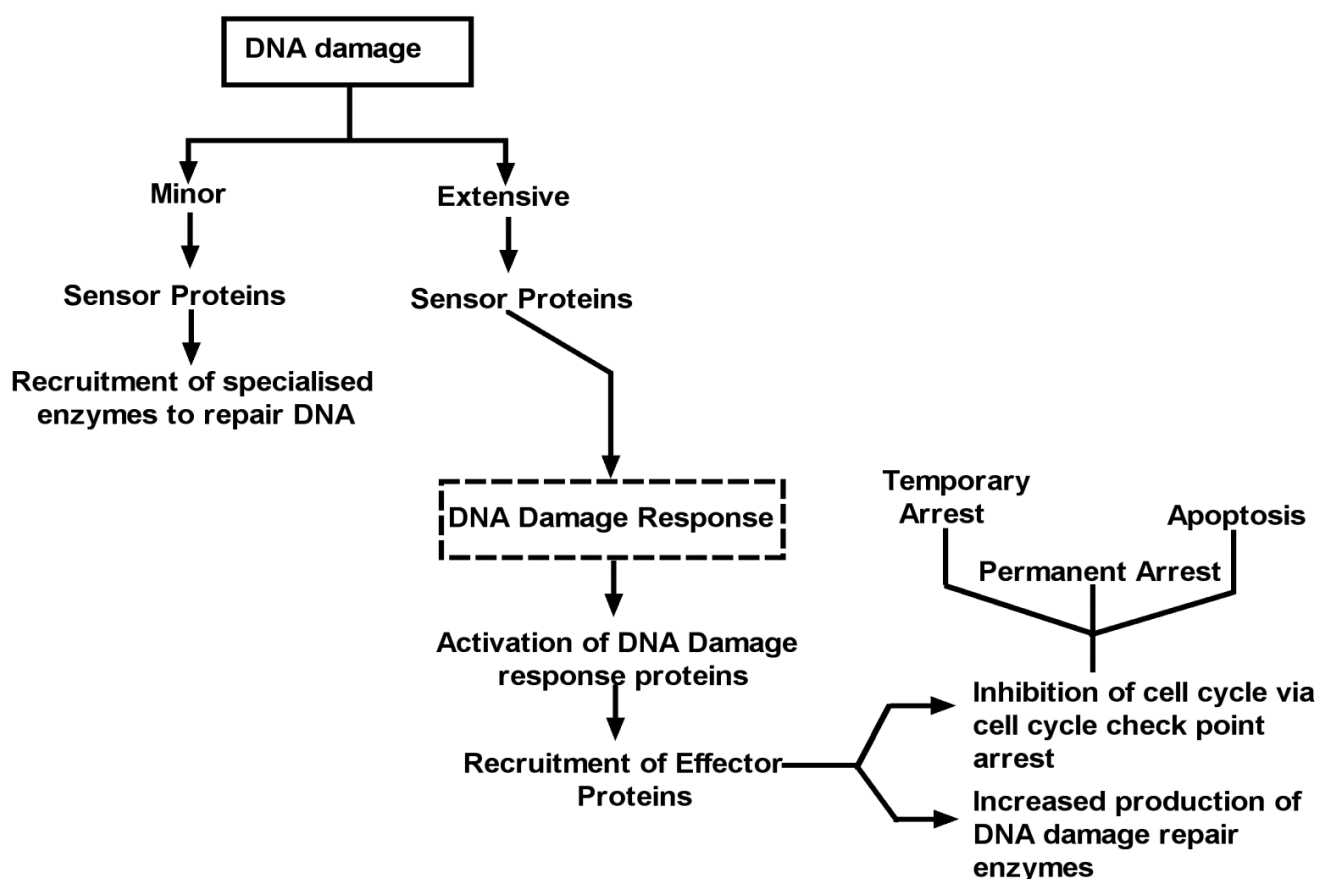 DNA damage
Minor
Extensive
Sensor Proteins
Sensor Proteins
Recruitment of specialised
enzymes to repair DNA
DNA Damage Response
Activation of DNA Damage
response proteins
Recruitment of Effector
Proteins
Temporary
Arrest
Permanent Arrest
Apoptosis
Inhibition of cell cycle via
cell cycle check point
arrest
Increased production of
DNA damage repair
enzymes